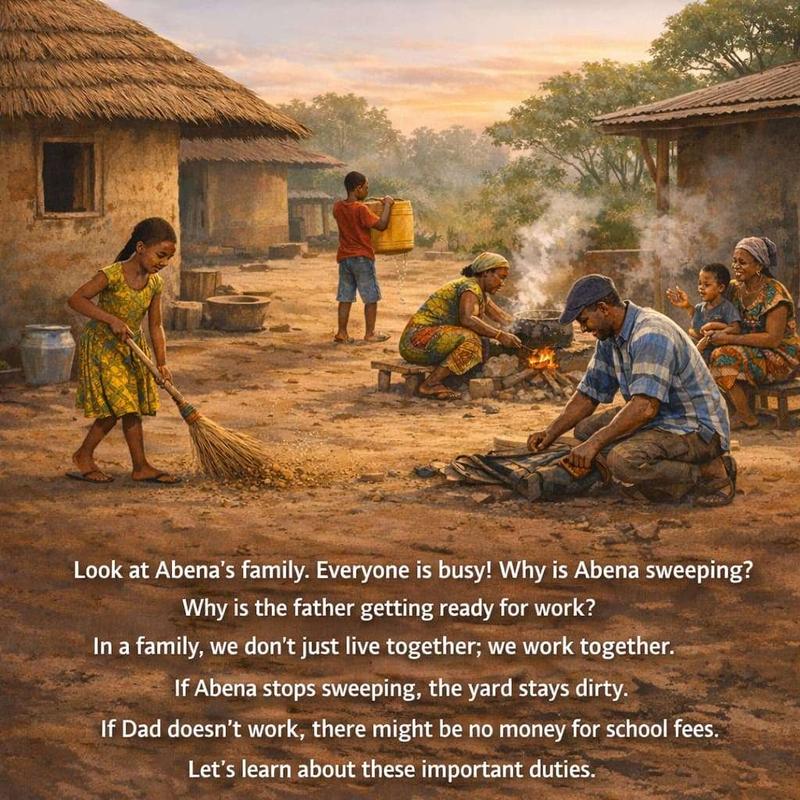 Look at Abena's family. Everyone is busy! Why is Abena sweeping?
Why is the father getting ready for work?
In a family, we don't just live together; we work together.
If Abena stops sweeping, the yard stays dirty.
If Dad doesn't work, there might be no money for school fees.
Let's learn about these important duties.